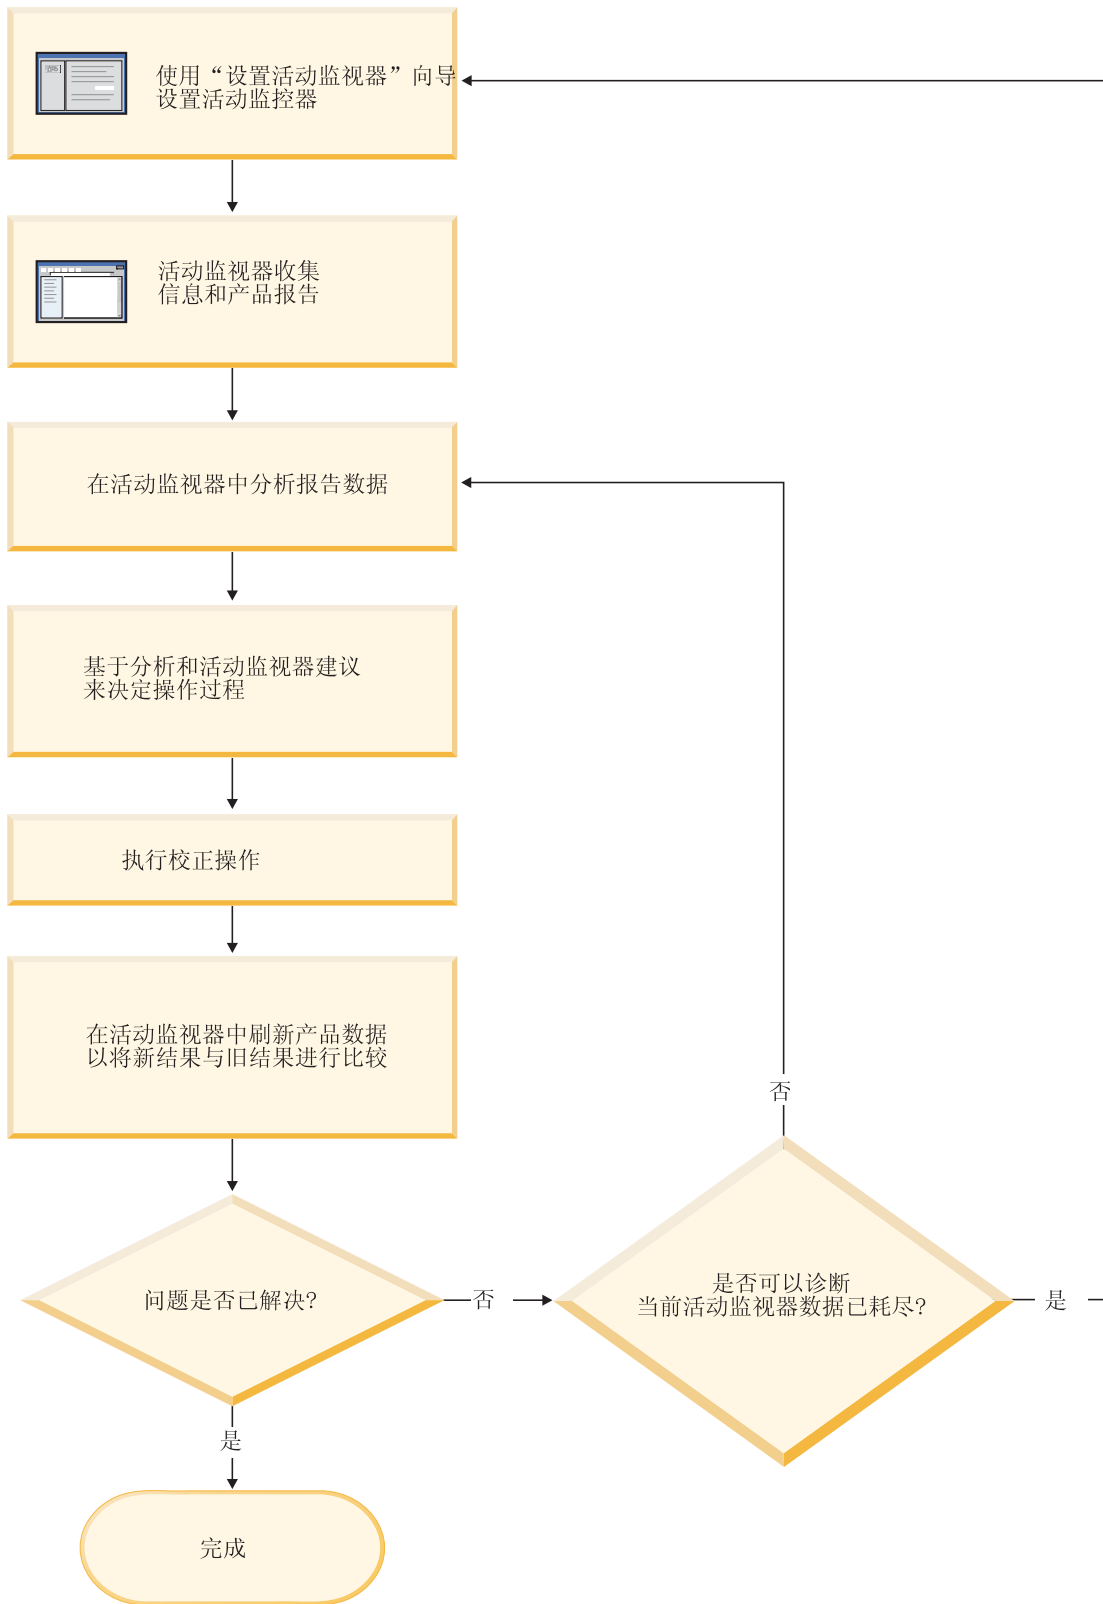 使用“设置活动监视器”向导
设置活动监控器
活动监视器收集
信息和产品报告
在活动监视器中分析报告数据
基于分析和活动监视器建议
来决定操作过程
执行校正操作
在活动监视器中刷新产品数据
以将新结果与旧结果进行比较
否
问题是否已解决?
否
是否可以诊断
当前活动监视器数据已耗尽?
是
是
完成